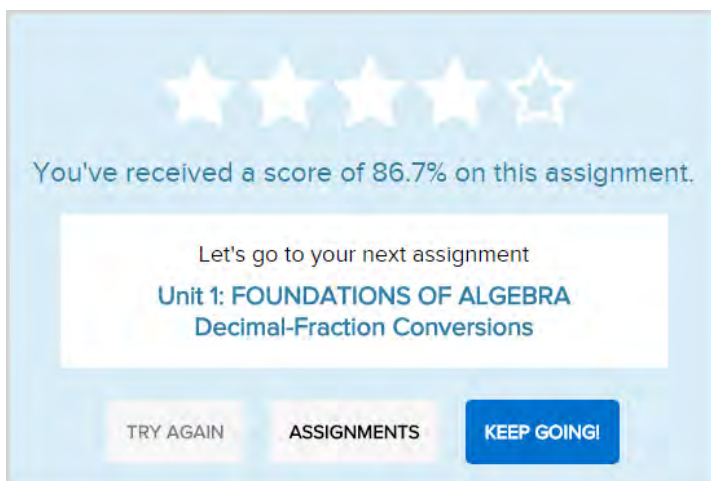 You've received a score of 86.7% on this assignment.
Let's go to your next assignment
Unit 1: FOUNDATIONS OF ALGEBRA
Decimal-Fraction Conversions
TRY AGAIN ASSIGNMENTS KEEP GOING!